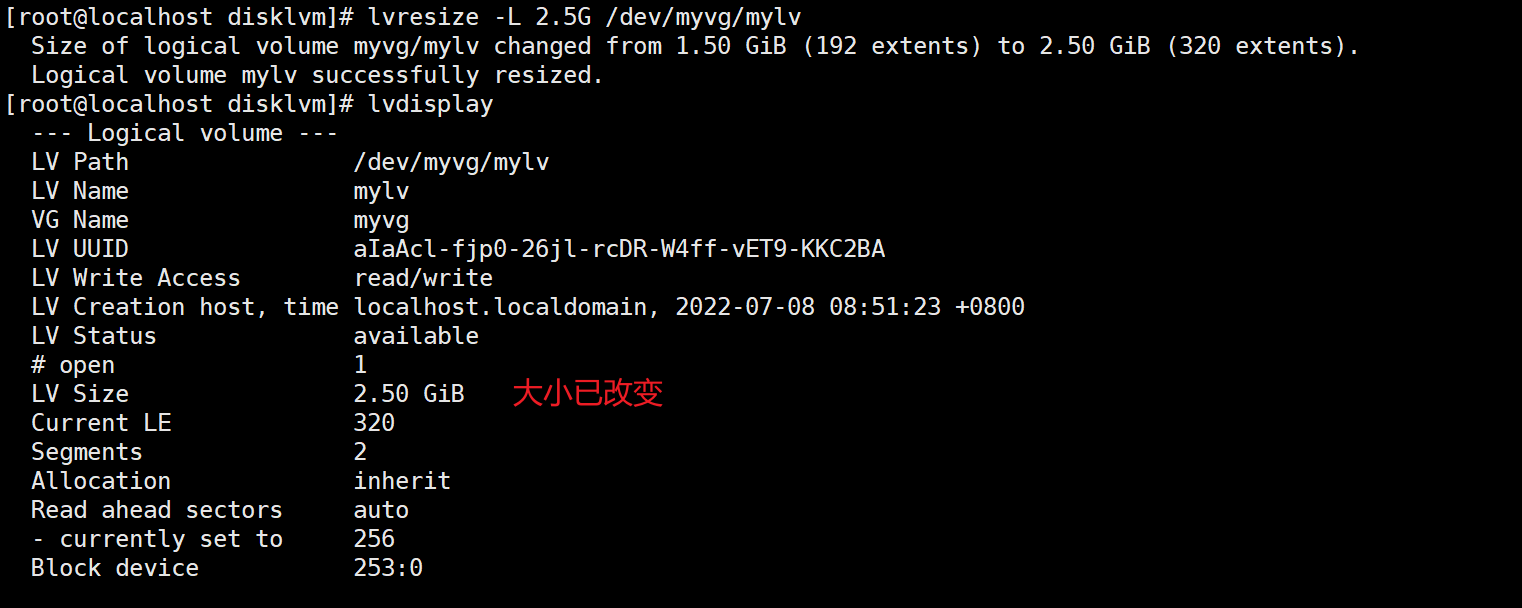 [root@localhost disklvm]# lvresize -L 2.5G /dev/myvg/mylv
  Size of logical volume myvg/mylv changed from 1.50 GiB (192 extents) to 2.50 GiB (320 extents).
  Logical volume mylv successfully resized.
[root@localhost disklvm]# lvdisplay
  --- Logical volume ---
  LV Path                /dev/myvg/mylv
  LV Name                mylv
  VG Name                myvg
  LV UUID                aIaAcl-fjp0-26jl-rcDR-W4ff-vET9-KKC2BA
  LV Write Access        read/write
  LV Creation host, time localhost.localdomain, 2022-07-08 08:51:23 +0800
  LV Status              available
  # open                 1
  LV Size                2.50 GiB 大小已改变
  Current LE             320
  Segments               2
  Allocation             inherit
  Read ahead sectors     auto
  - currently set to     256
  Block device           253:0